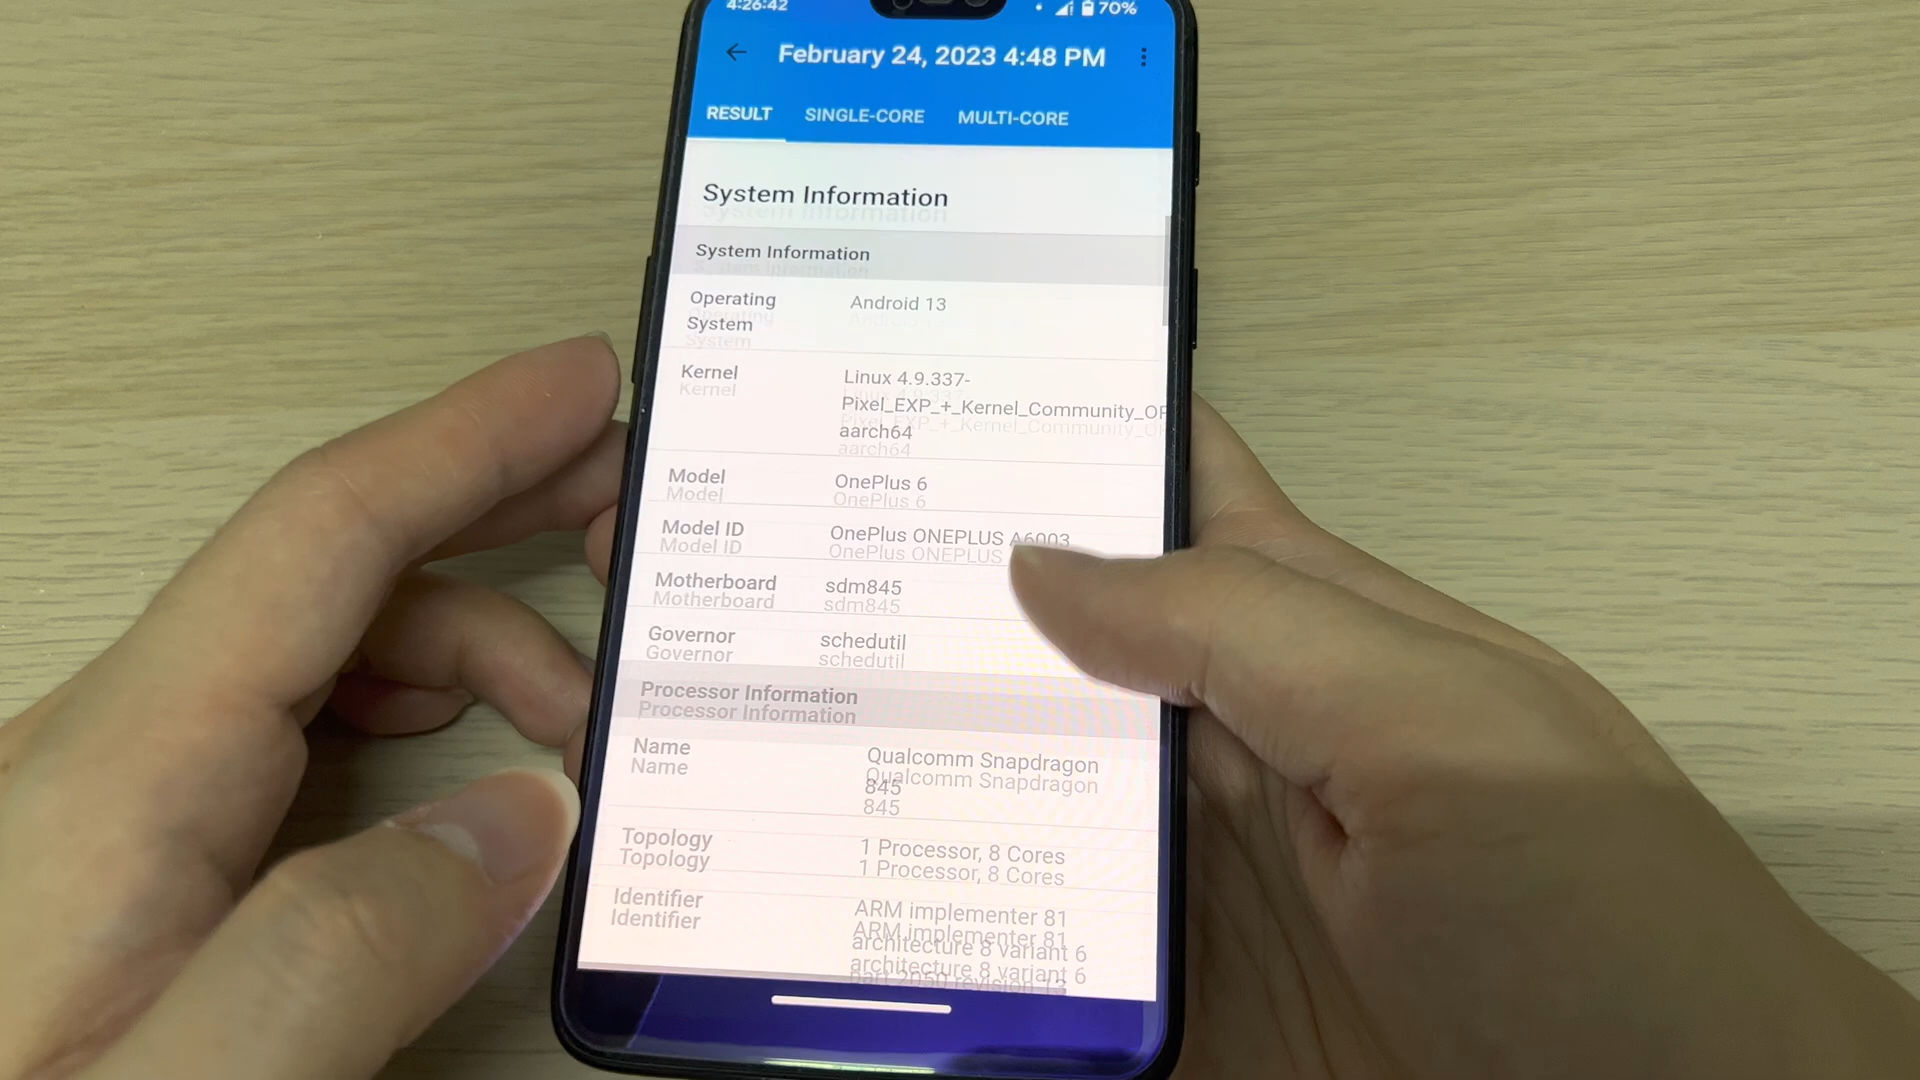 4:26:42 70%
February 24, 2023 4:48 PM
RESULT SINGLE-CORE MULTI-CORE
System Information
System Information
Operating System Android 13
Kernel Linux 4.9.337-
Pixel_EXP_+_Kernel_Community_OP
aarch64
Model OnePlus 6
Model ID OnePlus ONEPLUS A6003
Motherboard sdm845
Governor schedutil
Processor Information
Name Qualcomm Snapdragon
845
Topology 1 Processor, 8 Cores
Identifier ARM implementer 81
architecture 8 variant 6